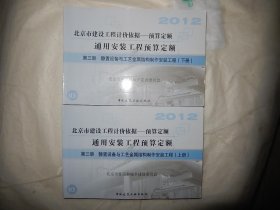 2012
北京市建设工程计价依据——预算定额
通用安装工程预算定额
第三册 静置设备与工艺金属结构制作安装工程（下册）
2012
北京市建设工程计价依据——预算定额
通用安装工程预算定额
第三册 静置设备与工艺金属结构制作安装工程（上册）